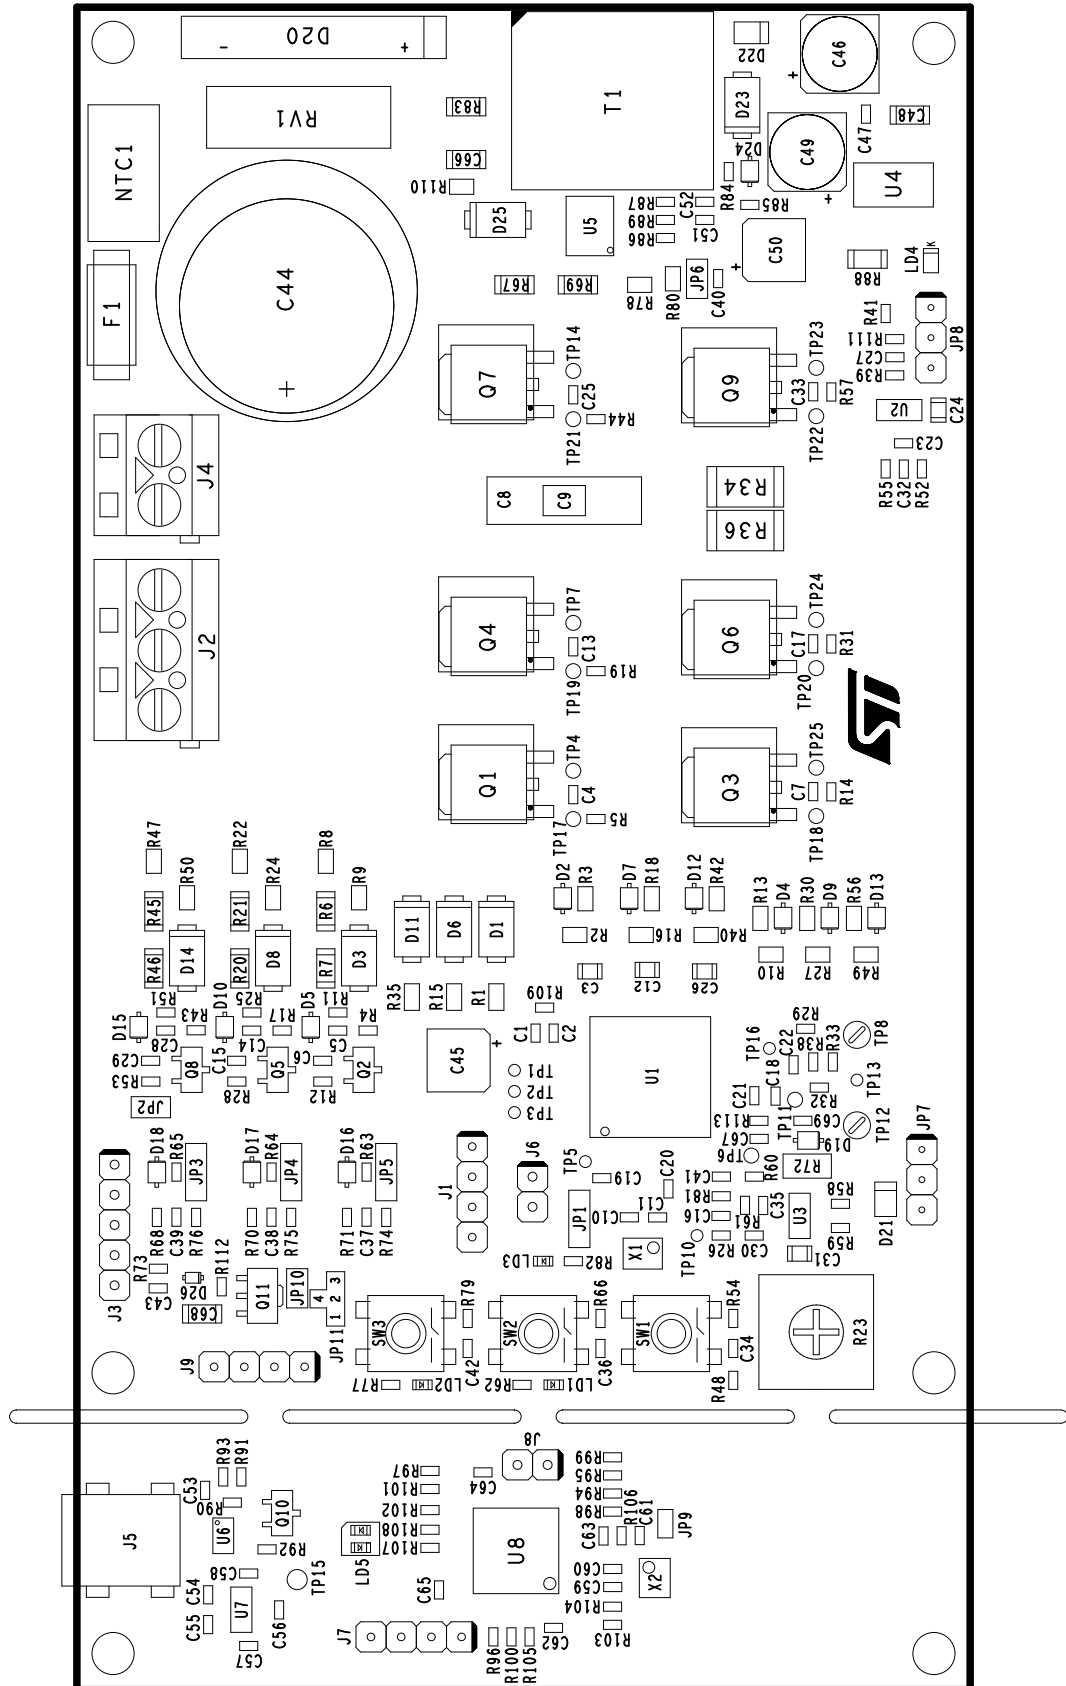 D20
-
+
D22
C46
+
RV1
R83
T1
D23
C47
C48
C49
+
D24
NTC1
C66
R110
R84
U4
R87
C52
R85
R89
C51
D25
U5
R86
C50
+
LD4
K
R88
C44
+
F1
R67
R69
R78
R80
JP6
C40
R41
R111
JP8
C27
R39
TP14
TP23
Q7
C25
Q9
C33
R57
U2
C24
R44
TP21
TP22
C23
J4
C8
C9
R34
R55
C32
R52
R36
TP7
TP24
Q4
C13
Q6
C17
R31
R19
TP19
TP20
J2
TP4
TP25
Q1
C4
Q3
C7
R14
R5
TP17
TP18
R47
R22
R8
D2
R3
D7
R18
D12
R42
R50
R24
R9
R13
D4
R30
D9
R56
D13
R45
R21
R6
D11
D6
D1
R2
R16
R40
R46
D14
R20
D8
R7
D3
R10
R27
R49
C3
C12
C26
R51
D10
R25
D5
R11
R35
R15
R1
R109
D15
R43
R17
R4
C1
C2
R29
TP8
C28
C14
C5
C45
+
TP16
C22
R38
R33
C29
Q8
C15
Q5
C6
Q2
TP1
U1
C18
TP13
R53
R28
R12
TP2
C21
R32
JP2
TP3
R113
TP11
C69
TP12
C67
D19
JP7
D18
R65
D17
R64
D16
R63
J6
TP5
TP6
R72
JP3
JP4
JP5
J1
C19
C20
C41
R60
R81
R58
D21
R68
C39
R76
R70
C38
R75
R71
C37
R74
JP1
C10
C11
C16
R61
C35
U3
R59
R73
R112
LD3
R82
X1
TP10
R26
C30
C31
J3
C43
D26
C68
Q11
JP10
4
3
2
1
JP11
SW3
R79
C42
SW2
R66
C36
SW1
R54
C34
R23
J9
R77
LD2
R62
LD1
R48
R93
R91
J8
R99
R97
C64
R95
C53
R90
R101
R94
R102
R98
R106
C61
J5
Q10
U6
R108
U8
C63
JP9
R92
R107
LD5
C58
C60
X2
TP15
C65
C59
C54
U7
R104
C55
C56
J7
C62
R103
C57
R96
R100
R105